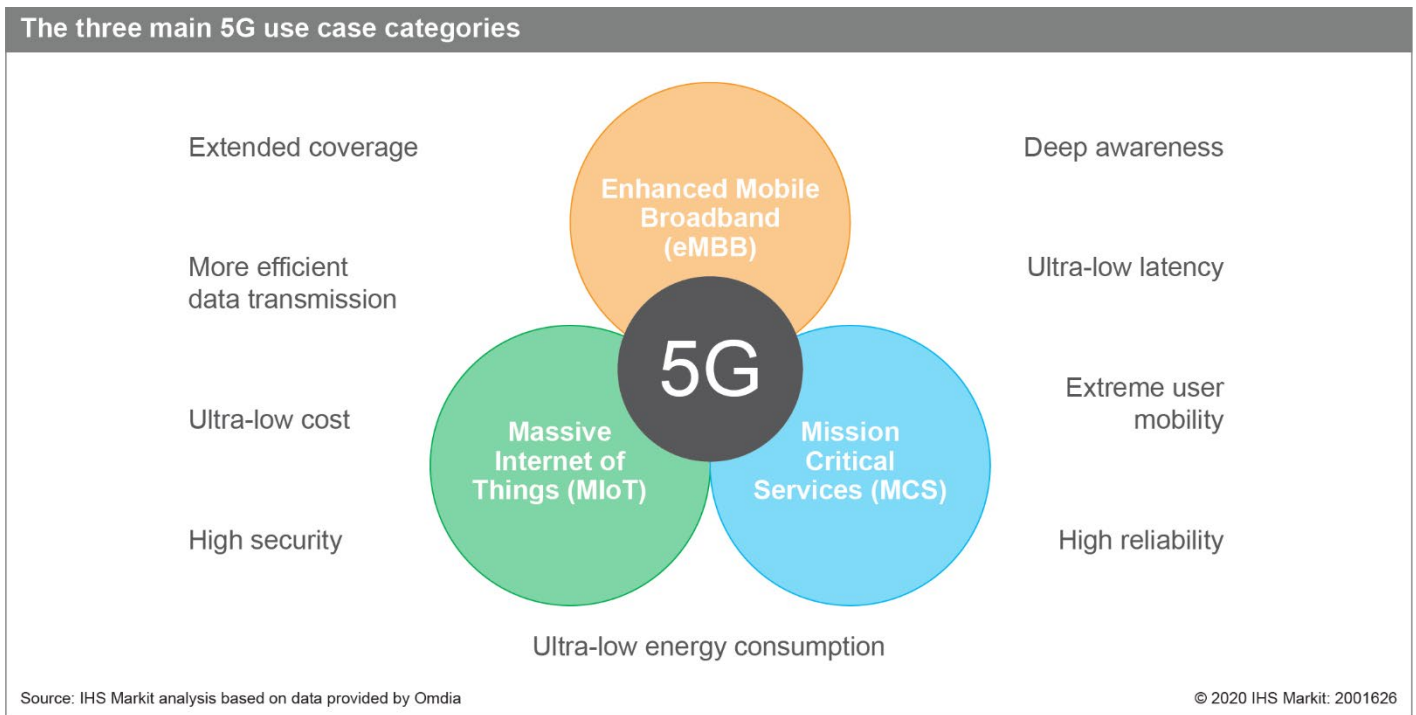 The three main 5G use case categories
Extended coverage
Deep awareness
Enhanced Mobile
Broadband
(eMBB)
More efficient
data transmission
Ultra-low latency
5G
Ultra-low cost
Extreme user
mobility
Massive
Internet of
Things (MIoT)
Mission
Critical
Services (MCS)
High security
High reliability
Ultra-low energy consumption
Source: IHS Markit analysis based on data provided by Omdia
© 2020 IHS Markit: 2001626